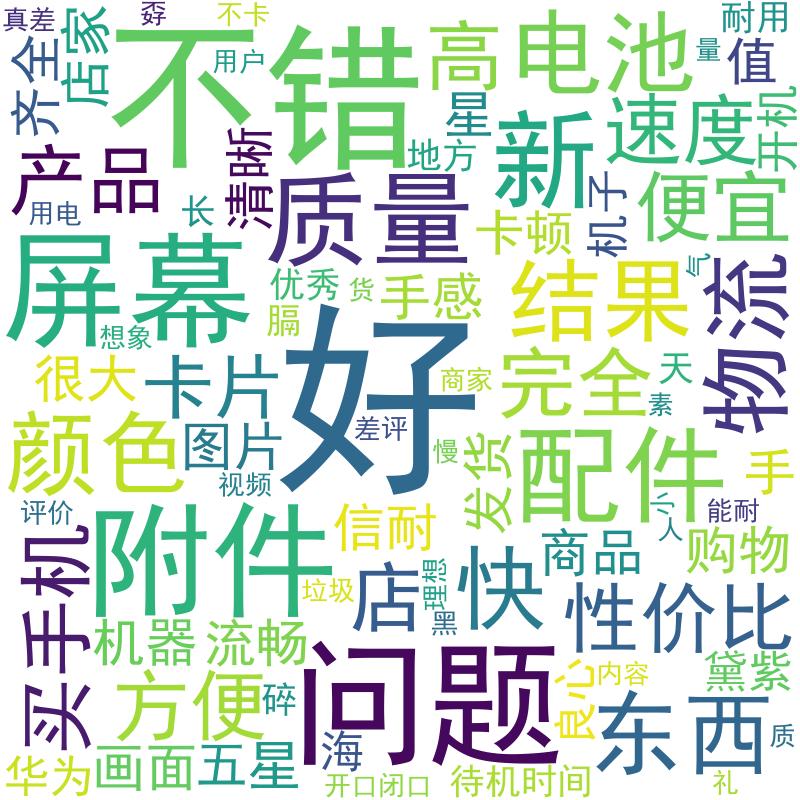 真差
孬
不卡
耐用
店家
不错
高
电池
量
值
用户
齐全
星
新
速度
开机
产品
清晰
地方
质量
机子
便宜
用电
长
卡顿
屏幕
优秀
货
手感
结果
气
物流
膈
想象
好
很大
卡片
商家
完全
天
素
颜色
图片
差评
慢
发货
配件
手
视频
评价
附件
信耐
小
人
能耐
购物
买手机
店
理想
快
商品
垃圾
黑
性价比
机器
流畅
问题
黛紫
方便
碎
良心
内容
东西
质
华为
画面
五星
海
开口闭口
待机时间
礼